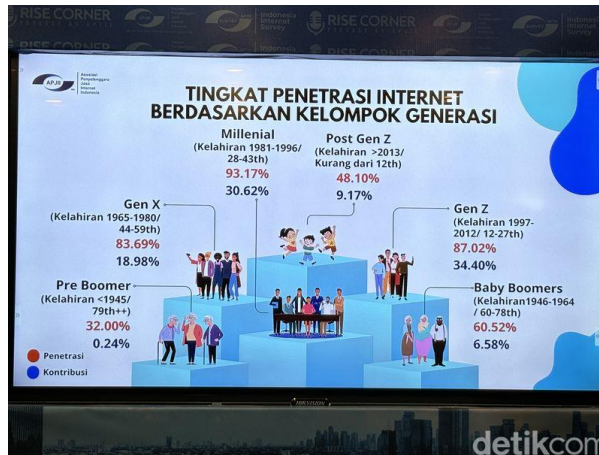 RISE CORNER
Indonesia
Internet
Survey
APJII
Asosiasi
Penyelenggara
Jasa
Internet
Indonesia
TINGKAT PENETRASI INTERNET
BERDASARKAN KELOMPOK GENERASI
Millenial
(Kelahiran 1981-1996/
28-43th)
93.17%
30.62%
Post Gen Z
(Kelahiran >2013/
Kurang dari 12th)
48.10%
9.17%
Gen X
(Kelahiran 1965-1980/
44-59th)
83.69%
18.98%
Gen Z
(Kelahiran 1997-
2012/ 12-27th)
87.02%
34.40%
Pre Boomer
(Kelahiran <1945/
79th++)
32.00%
0.24%
Baby Boomers
(Kelahiran1946-1964
/ 60-78th)
60.52%
6.58%
Penetrasi
Kontribusi
HIKVISION
detikcom